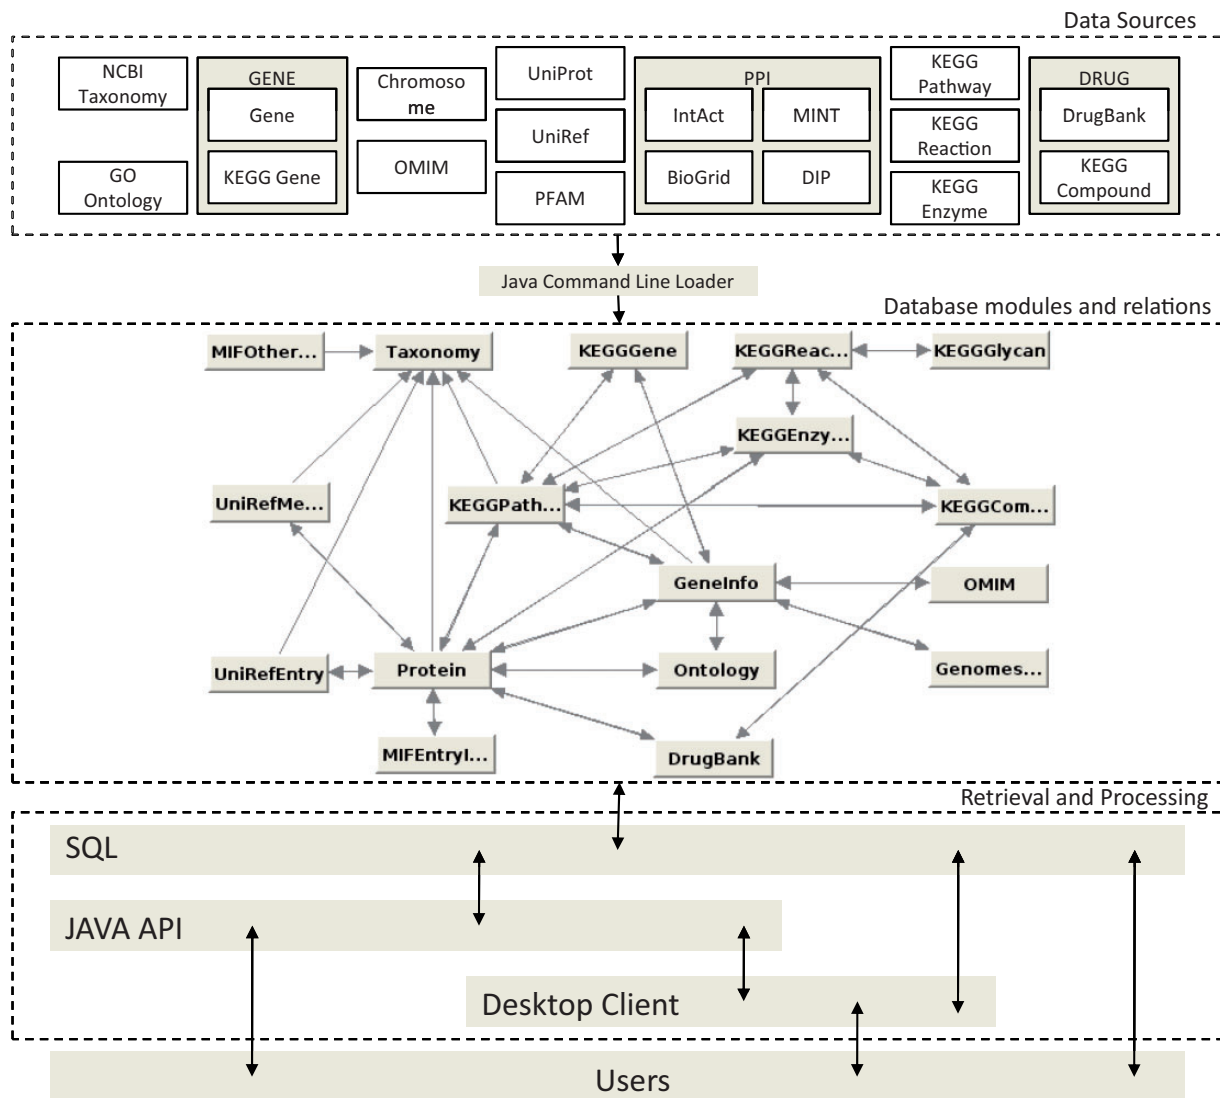 Data Sources
NCBI
Taxonomy
GO
Ontology
GENE
Gene
KEGG Gene
Chromoso
me
OMIM
UniProt
UniRef
PFAM
PPI
IntAct
MINT
BioGrid
DIP
KEGG
Pathway
KEGG
Reaction
KEGG
Enzyme
DRUG
DrugBank
KEGG
Compound
Java Command Line Loader
Database modules and relations
MIFOther...
Taxonomy
KEGGGene
KEGGReac...
KEGGGlycan
KEGGEnzy...
UniRefMe...
KEGGPath...
KEGGCom...
GeneInfo
OMIM
UniRefEntry
Protein
Ontology
Genomes...
MIFEntryI...
DrugBank
Retrieval and Processing
SQL
JAVA API
Desktop Client
Users